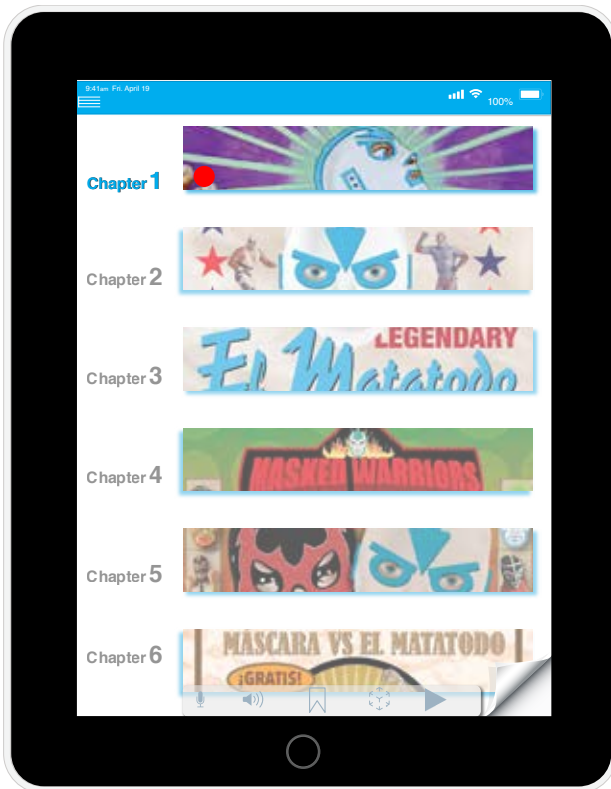 9:41am Fri. April 19
100%
Chapter 1
Chapter 2
Chapter 3
LEGENDARY
El Matatodo
Chapter 4
MASKED WARRIORS
Chapter 5
Chapter 6
MASCARA VS EL MATATODO
¡GRATIS!